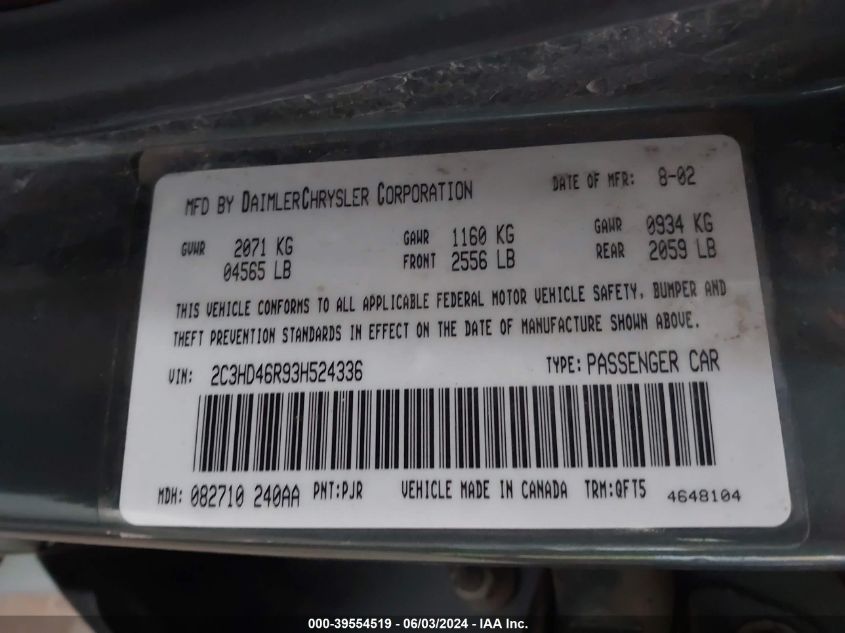 MFD BY DAIMLERCHRYSLER CORPORATION DATE OF MFR: 8-02
GVWR 2071 KG GAWR 1160 KG GAWR 0934 KG
04565 LB FRONT 2556 LB REAR 2059 LB
THIS VEHICLE CONFORMS TO ALL APPLICABLE FEDERAL MOTOR VEHICLE SAFETY, BUMPER AND
THEFT PREVENTION STANDARDS IN EFFECT ON THE DATE OF MANUFACTURE SHOWN ABOVE.
VIN: 2C3HD46R93H524336 TYPE: PASSENGER CAR
MDH: 082710 240AA PNT:PJR VEHICLE MADE IN CANADA TRM:QFT5 4648104
000-39554519 - 06/03/2024 - IAA Inc.